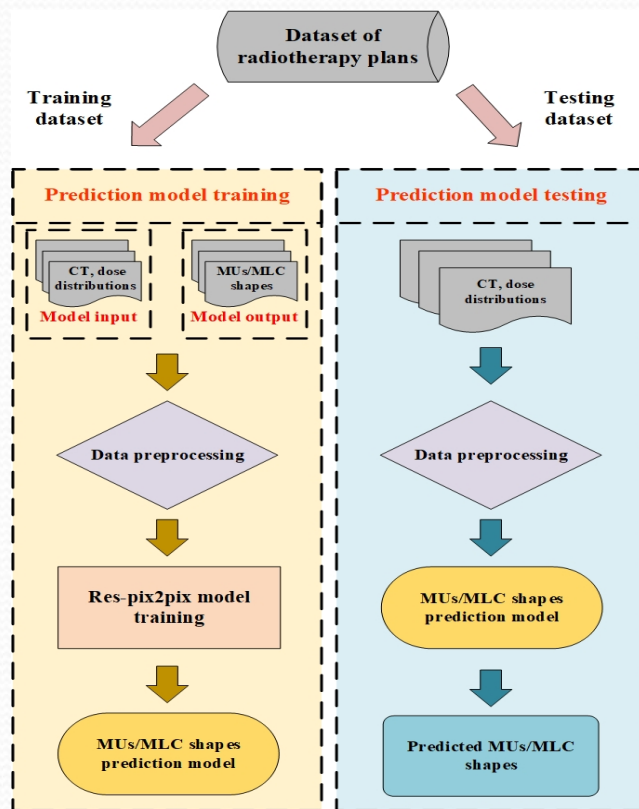 Dataset of
radiotherapy plans
Training
dataset
Testing
dataset
Prediction model training
CT, dose
distributions
Model input
MUs/MLC
shapes
Model output
Data preprocessing
Res-pix2pix model
training
MUs/MLC shapes
prediction model
Prediction model testing
CT, dose
distributions
Data preprocessing
MUs/MLC shapes
prediction model
Predicted MUs/MLC
shapes